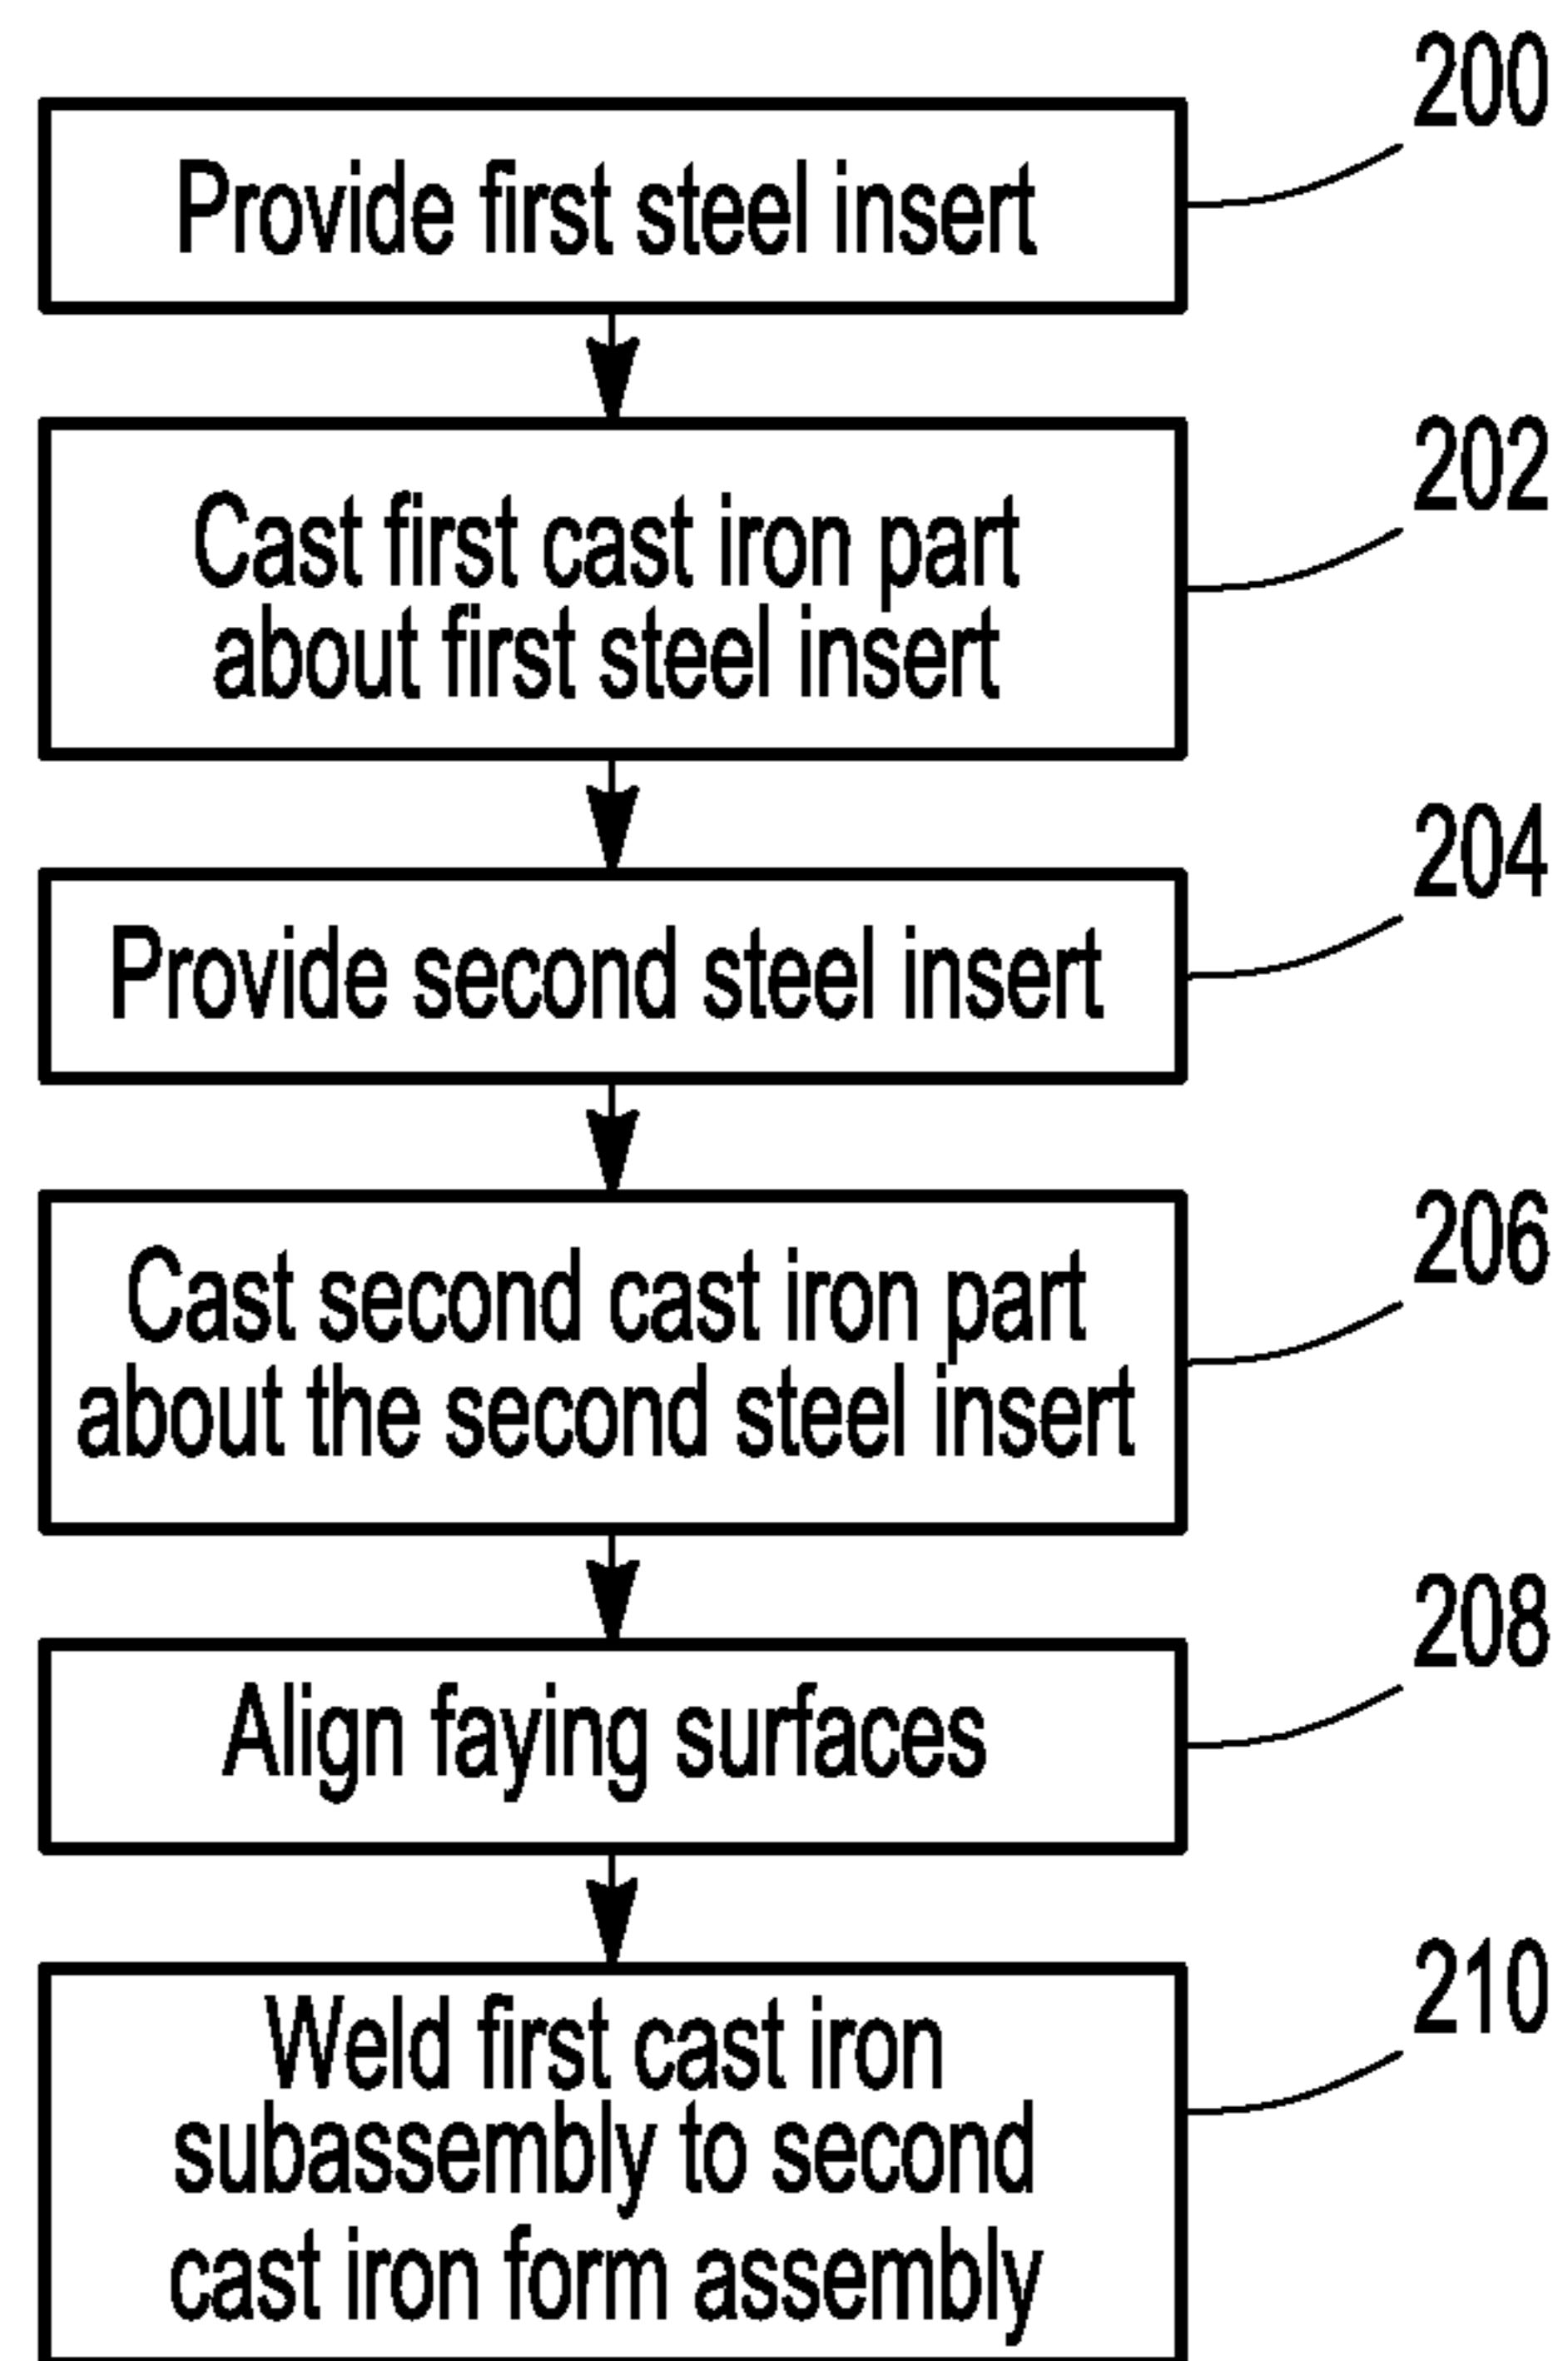 200
Provide first steel insert
202
Cast first cast iron part
about first steel insert
204
Provide second steel insert
206
Cast second cast iron part
about the second steel insert
208
Align faying surfaces
210
Weld first cast iron
subassembly to second
cast iron form assembly